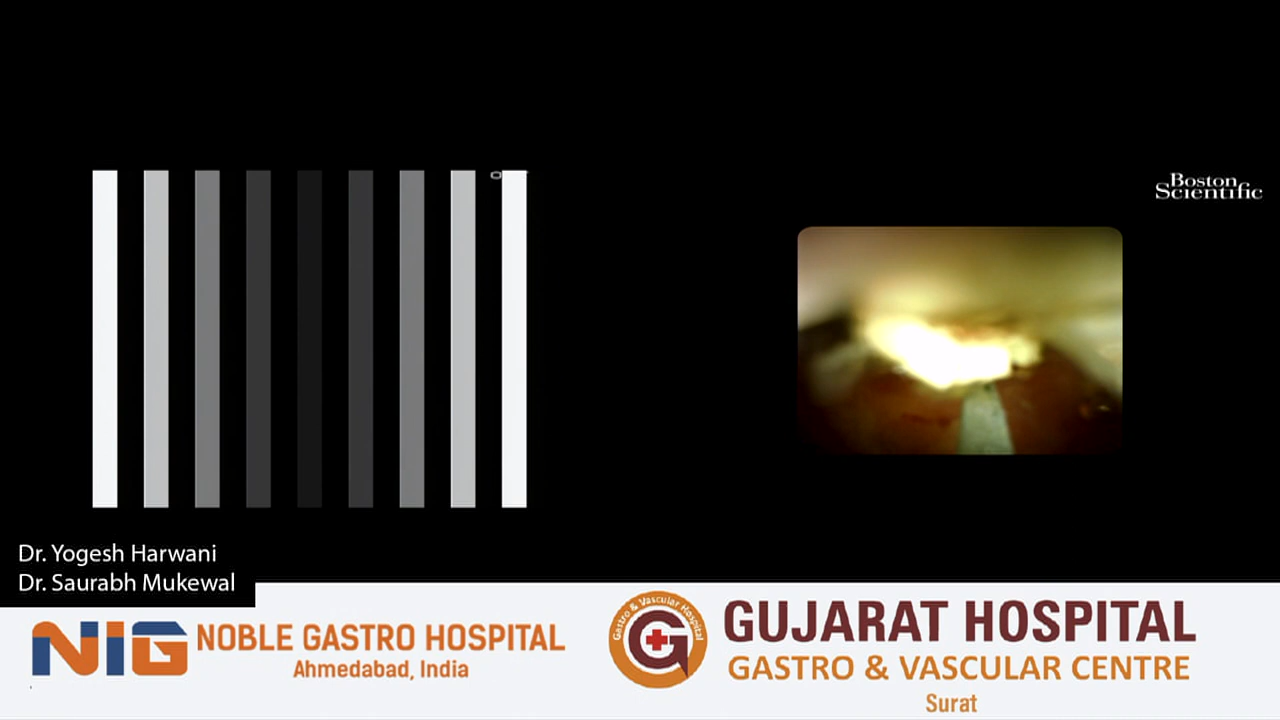 Boston
Scientific
Dr. Yogesh Harwani
Dr. Saurabh Mukewal
NIG NOBLE GASTRO HOSPITAL
Ahmedabad, India
Gastro & Vascular Hospital
G
GUJARAT HOSPITAL
GASTRO & VASCULAR CENTRE
Surat